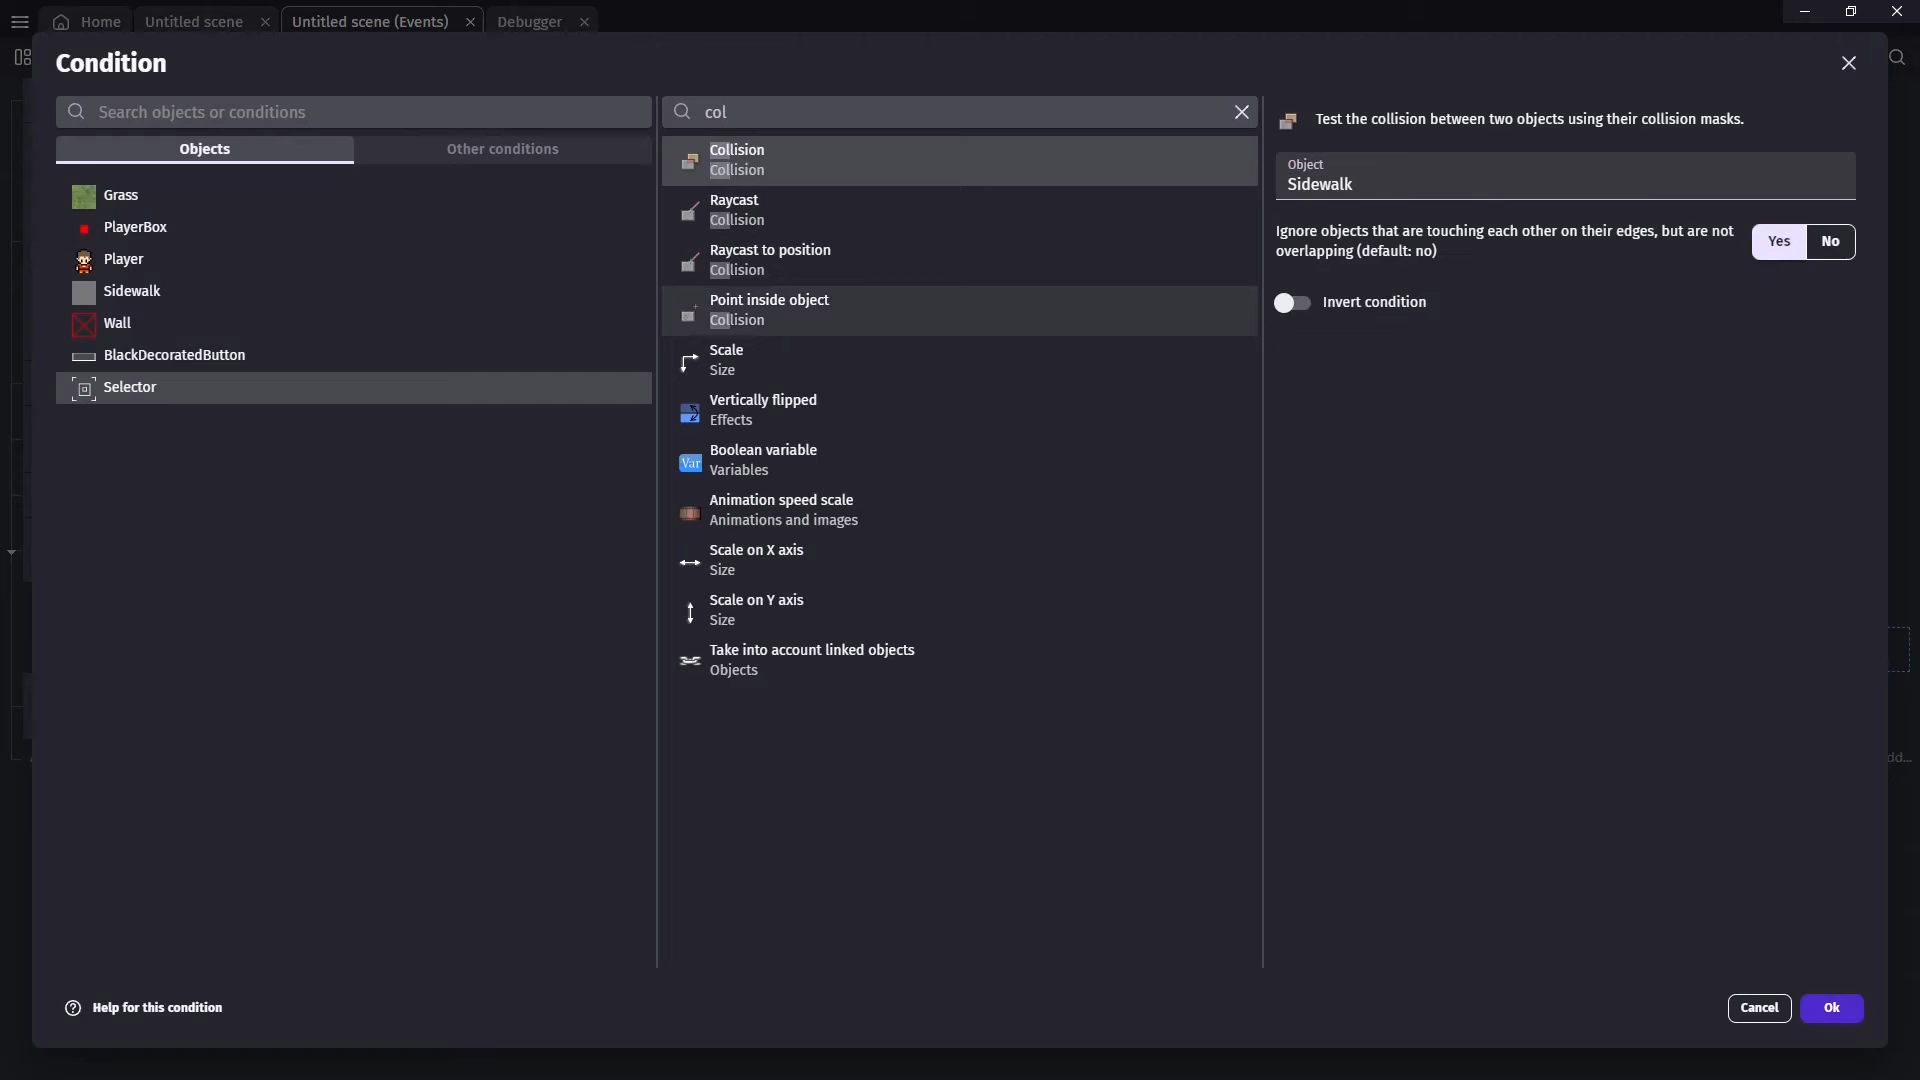 Home
Untitled scene
Untitled scene (Events)
Debugger
Condition
Search objects or conditions
Objects
Other conditions
Grass
PlayerBox
Player
Sidewalk
Wall
BlackDecoratedButton
Selector
col
Collision
Collision
Raycast
Collision
Raycast to position
Collision
Point inside object
Collision
Scale
Size
Vertically flipped
Effects
Var
Boolean variable
Variables
Animation speed scale
Animations and images
Scale on X axis
Size
Scale on Y axis
Size
Take into account linked objects
Objects
Test the collision between two objects using their collision masks.
Object
Sidewalk
Ignore objects that are touching each other on their edges, but are not
overlapping (default: no)
Yes
No
Invert condition
dd...
Help for this condition
Cancel
Ok